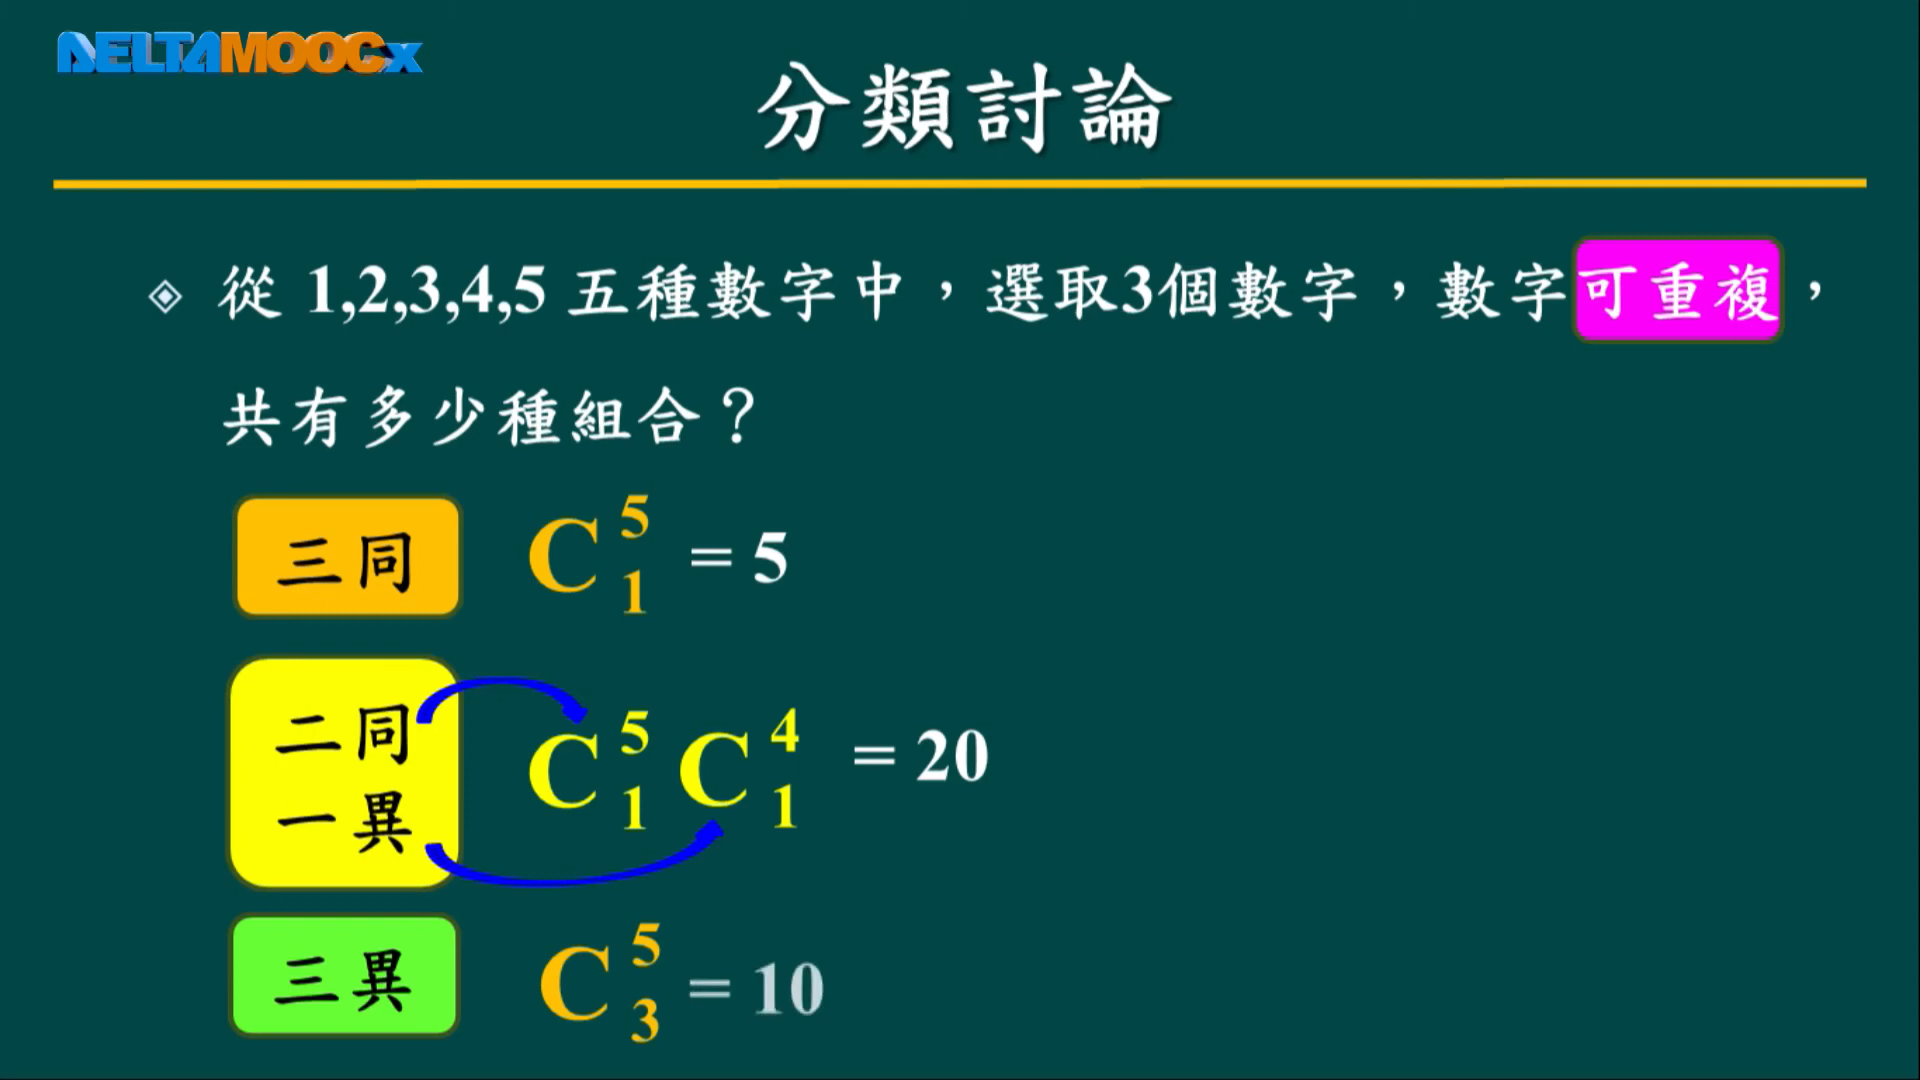 DELTAMOOCx
分類討論
從 1,2,3,4,5 五種數字中，選取3個數字，數字可重複，
共有多少種組合？
三同 C 5 1 = 5
二同 一異 C 5 1 C 4 1 = 20
三異 C 5 3 = 10